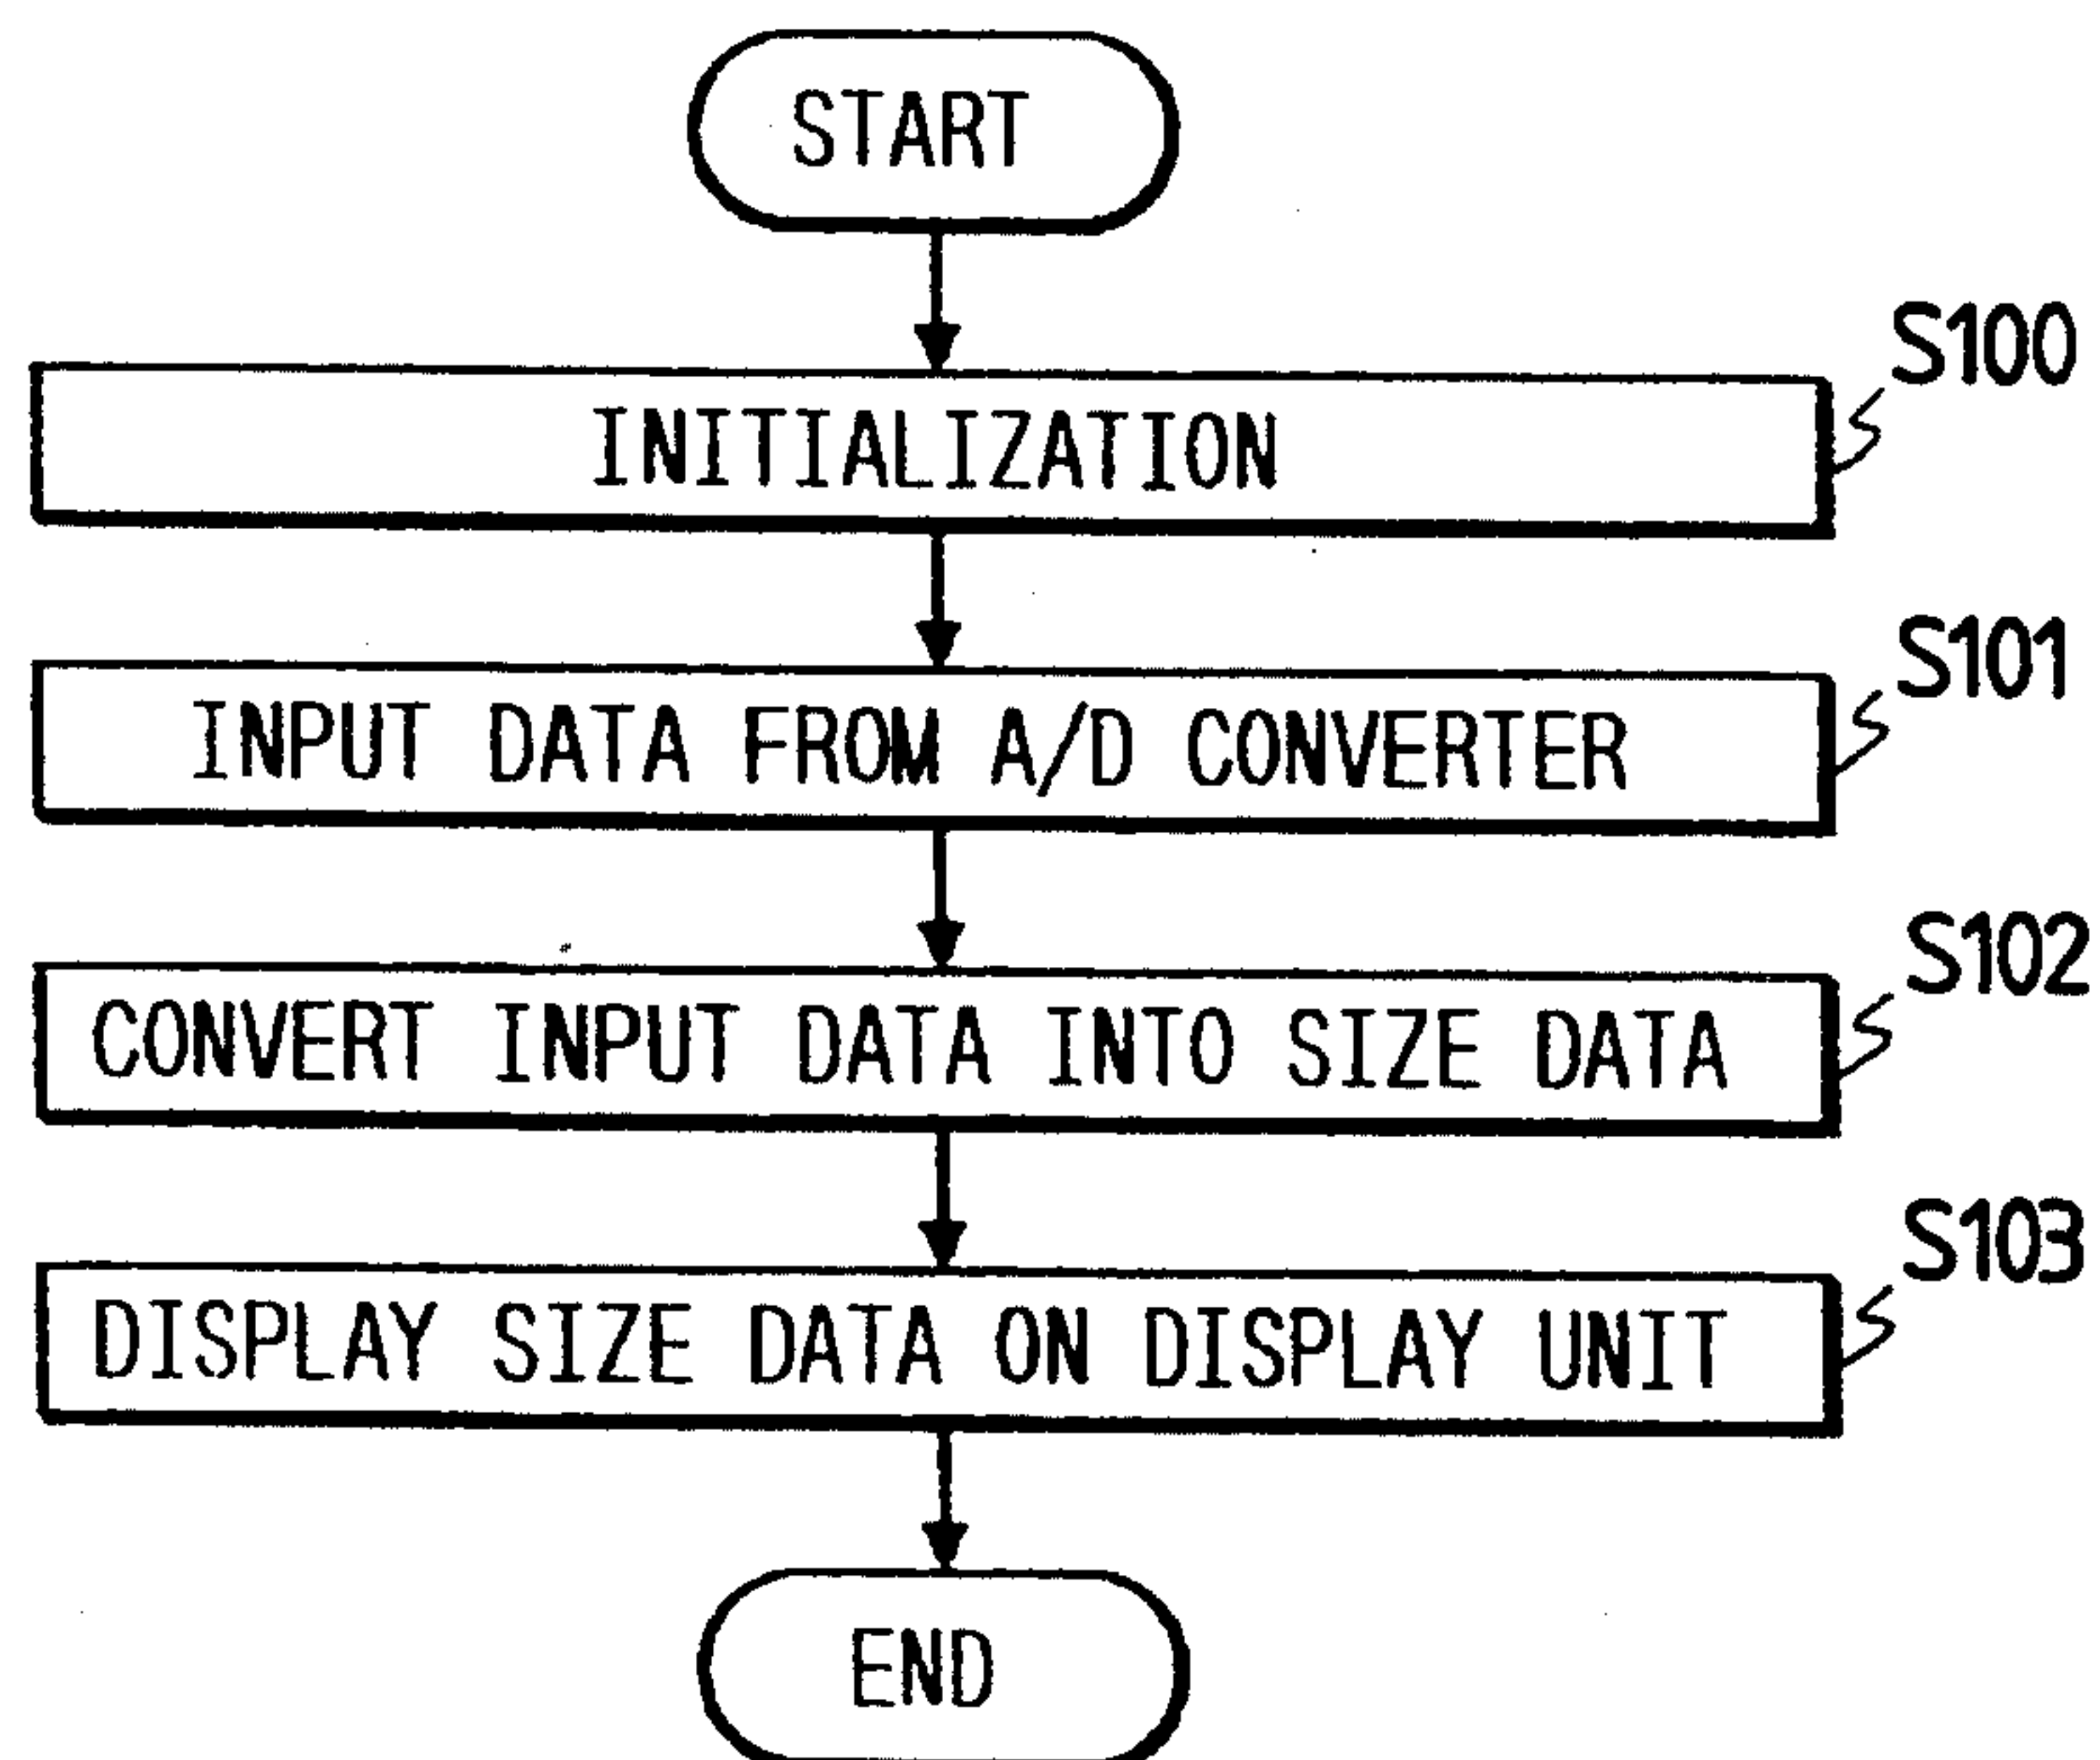 START
S100
INITIALIZATION
S101
INPUT DATA FROM A/D CONVERTER
S102
CONVERT INPUT DATA INTO SIZE DATA
S103
DISPLAY SIZE DATA ON DISPLAY UNIT
END